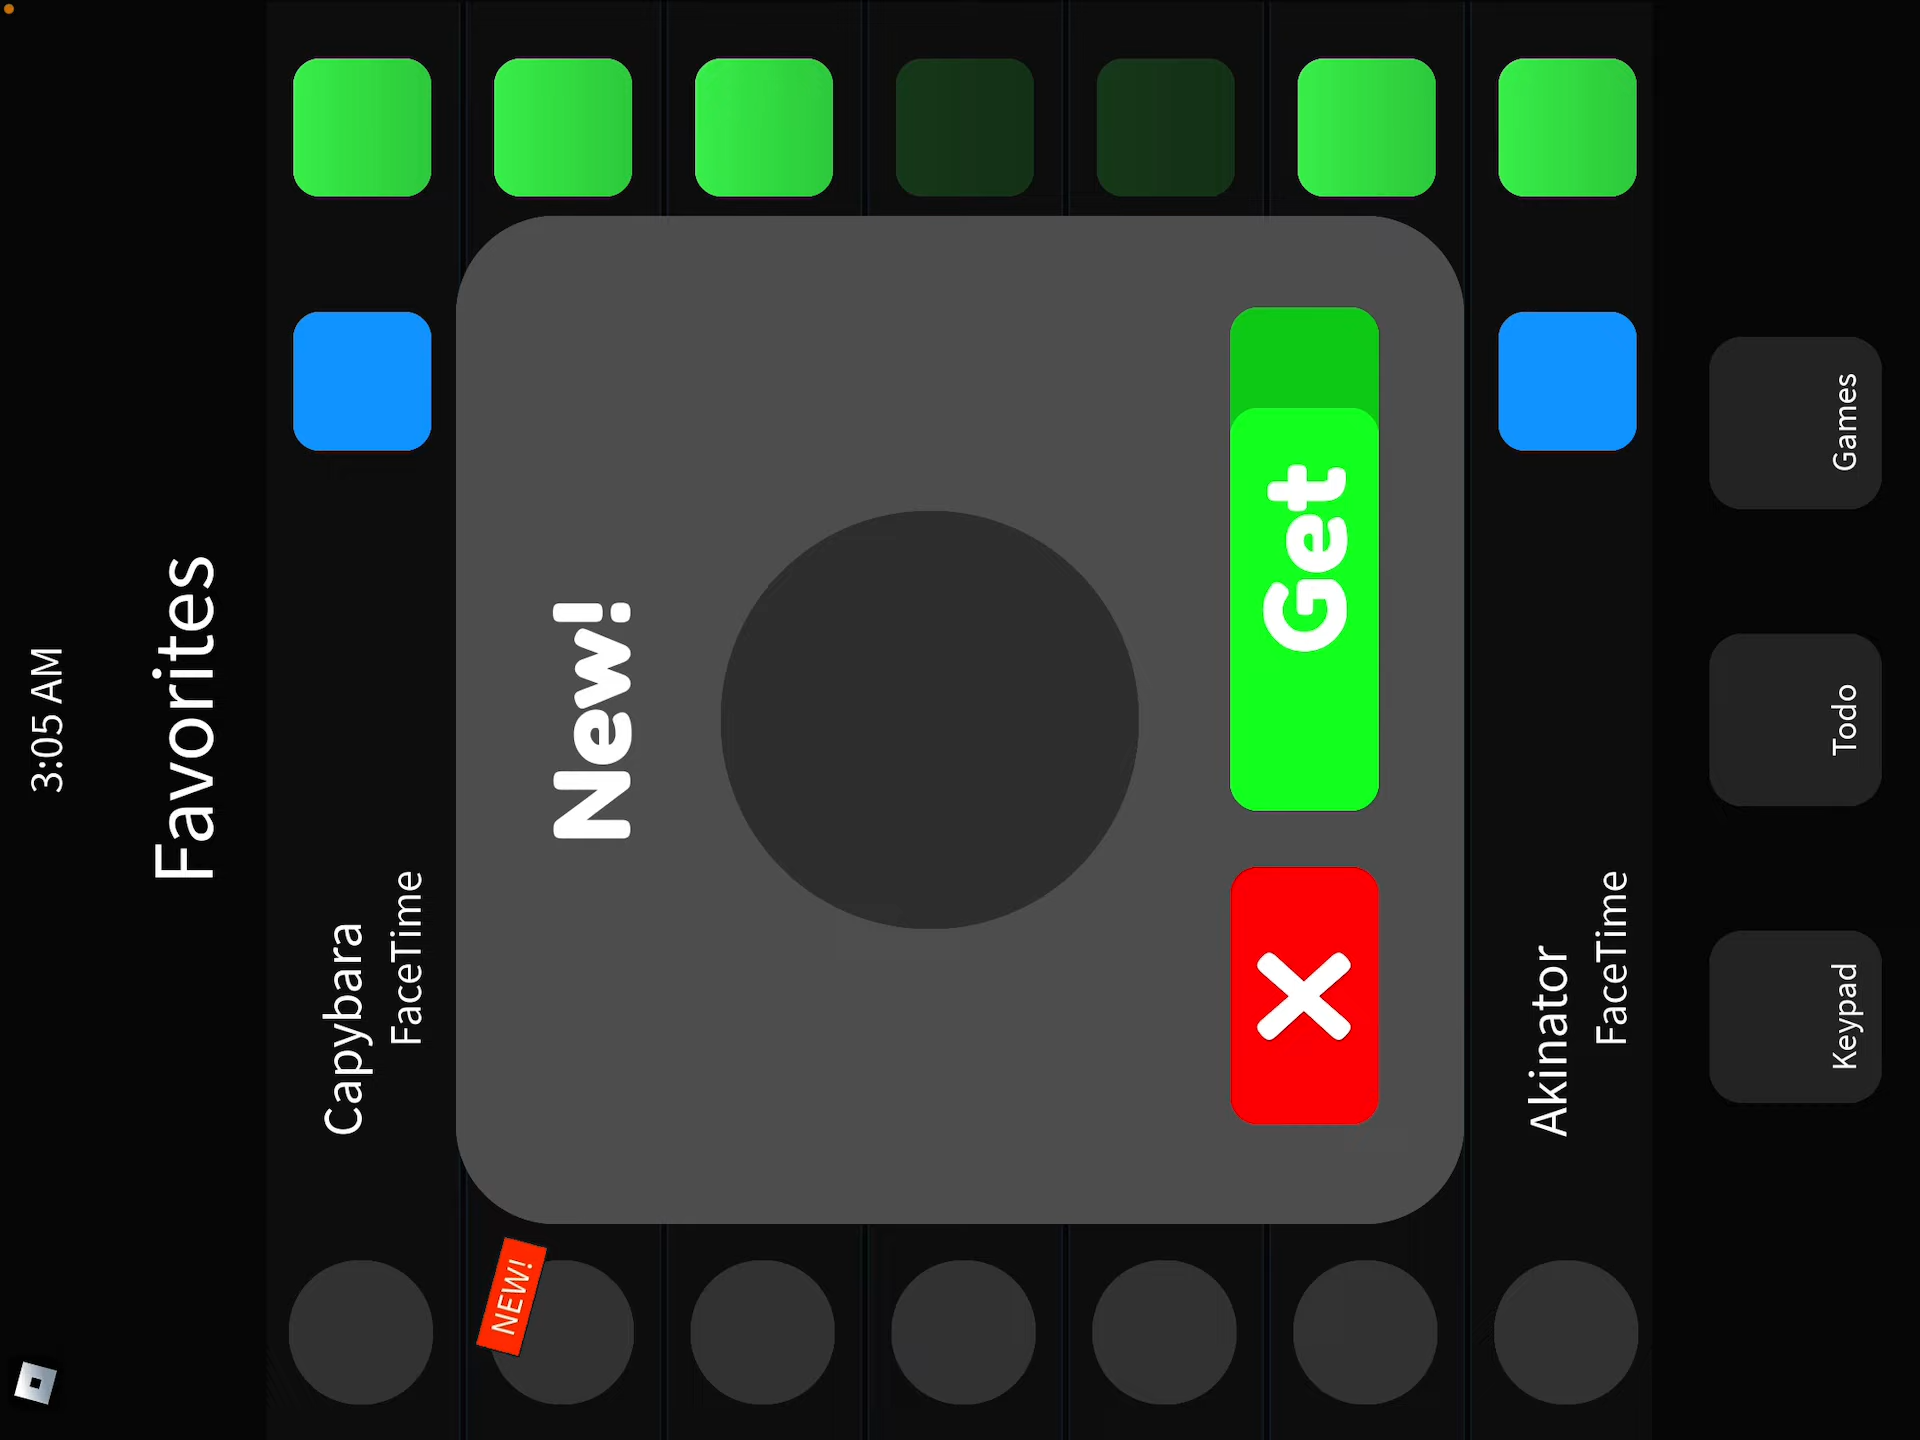 3:05 AM
Favorites
Capybara
FaceTime
NEW!
New!
X
Get
Akinator
FaceTime
Keypad
Todo
Games